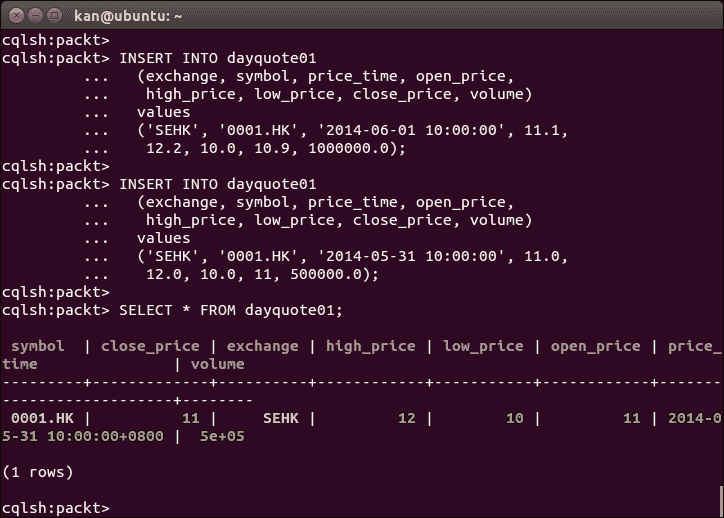 kan@ubuntu: ~
cqlsh:packt>
cqlsh:packt> INSERT INTO dayquote01
         ...   (exchange, symbol, price_time, open_price,
         ...    high_price, low_price, close_price, volume)
         ...   values
         ...   ('SEHK', '0001.HK', '2014-06-01 10:00:00', 11.1,
         ...    12.2, 10.0, 10.9, 1000000.0);
cqlsh:packt>
cqlsh:packt> INSERT INTO dayquote01
         ...   (exchange, symbol, price_time, open_price,
         ...    high_price, low_price, close_price, volume)
         ...   values
         ...   ('SEHK', '0001.HK', '2014-05-31 10:00:00', 11.0,
         ...    12.0, 10.0, 11, 500000.0);
cqlsh:packt>
cqlsh:packt> SELECT * FROM dayquote01;
 symbol  | close_price | exchange | high_price | low_price | open_price | price_
time               | volume
---------+-------------+----------+------------+-----------+------------+-------
-------------------+--------
 0001.HK |          11 |     SEHK |         12 |        10 |         11 | 2014-0
5-31 10:00:00+0800 |  5e+05
(1 rows)
cqlsh:packt>